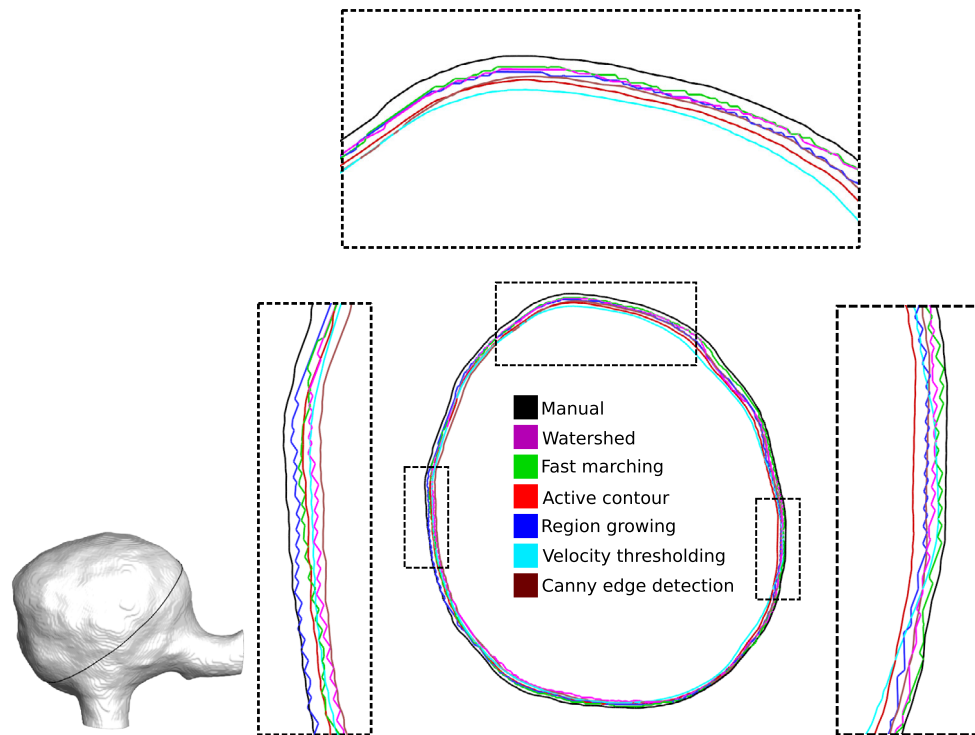 Manual
Watershed
Fast marching
Active contour
Region growing
Velocity thresholding
Canny edge detection